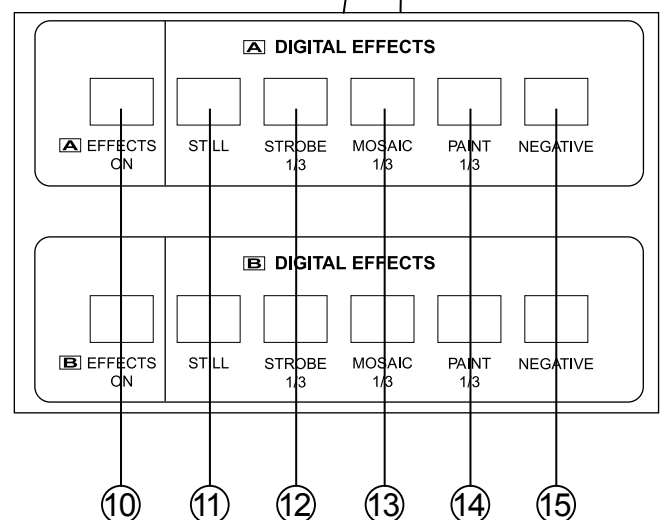 A DIGITAL EFFECTS
A EFFECTS ON STILL STROBE 1/3 MOSAIC 1/3 PAINT 1/3 NEGATIVE
B DIGITAL EFFECTS
B EFFECTS ON STILL STROBE 1/3 MOSAIC 1/3 PAINT 1/3 NEGATIVE
10 11 12 13 14 15